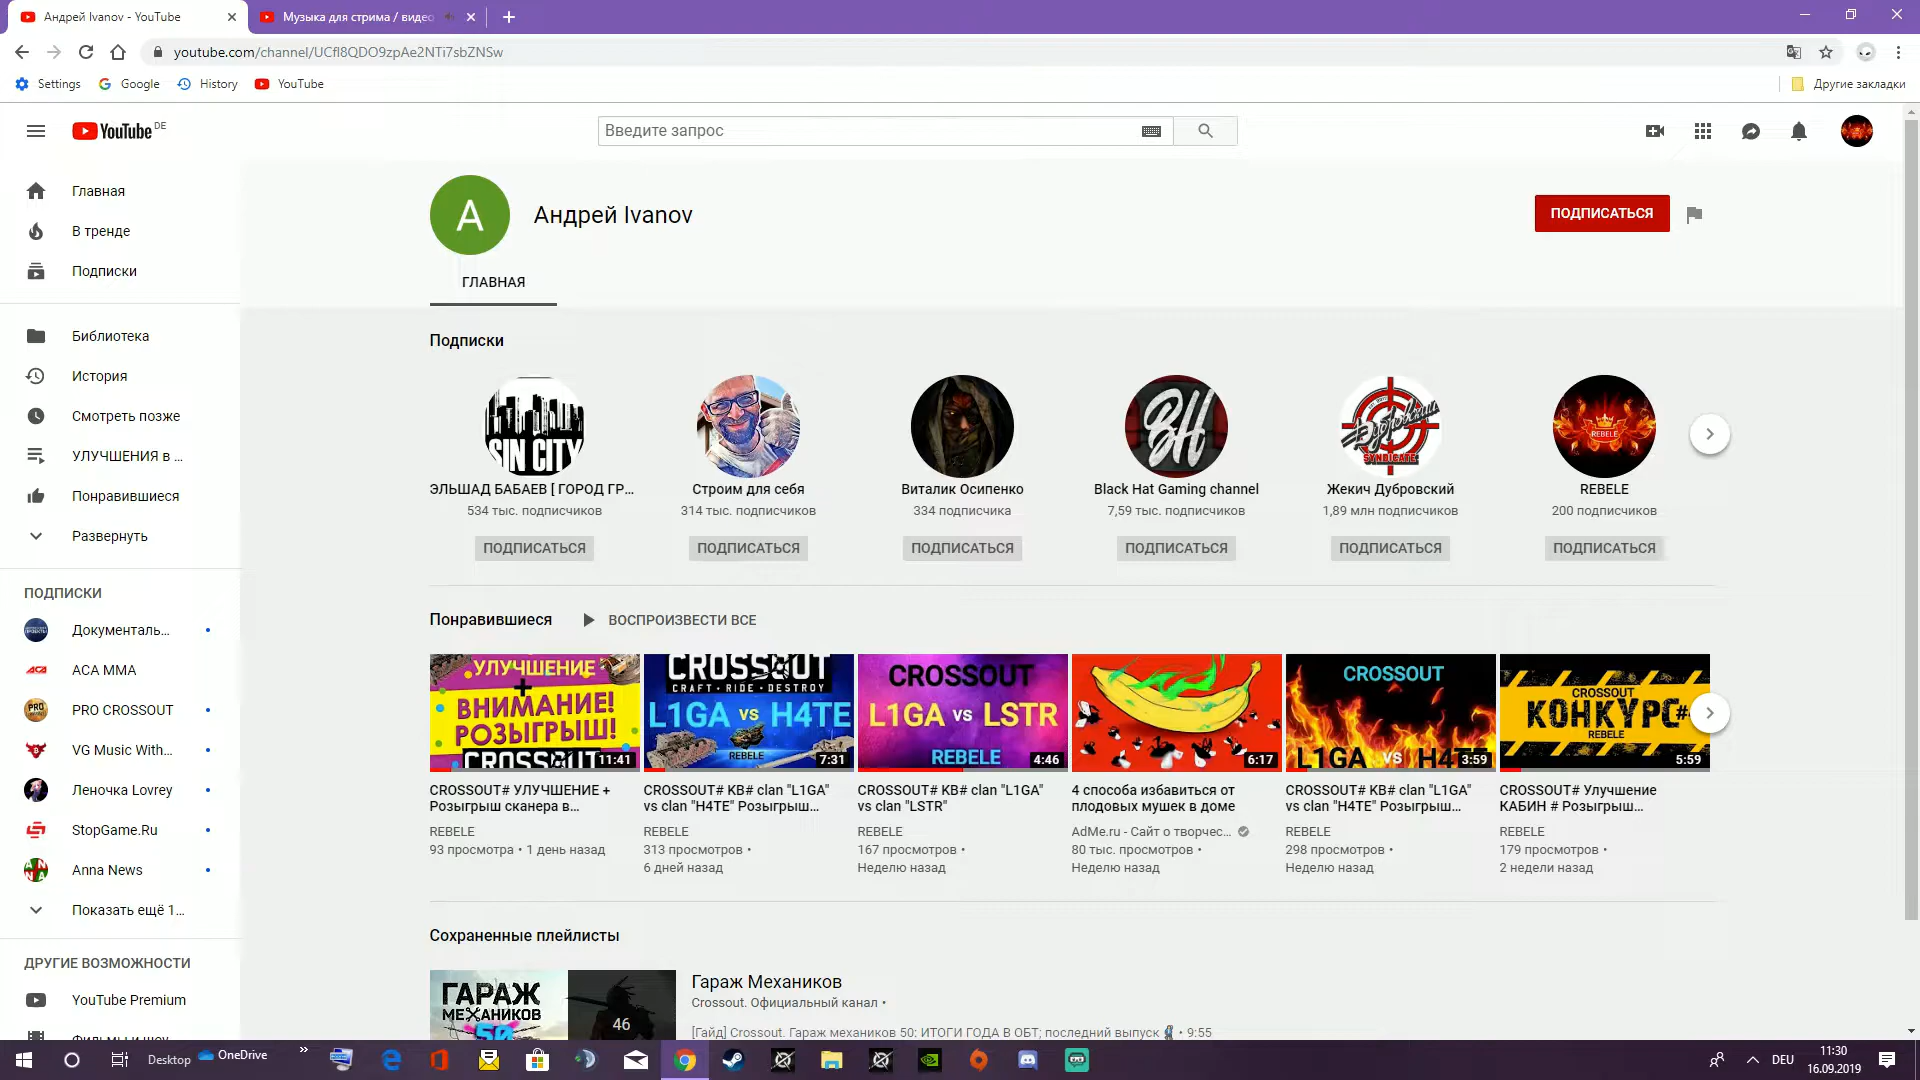 Андрей Ivanov - YouTube
Музыка для стрима / видео
youtube.com/channel/UCfl8QDO9zpAe2NTi7sbZNSw
Settings
Google
History
YouTube
Другие закладки
YouTube DE
Введите запрос
Главная
В тренде
Подписки
Библиотека
История
Смотреть позже
УЛУЧШЕНИЯ в ...
Понравившиеся
Развернуть
ПОДПИСКИ
Документаль...
ACA MMA
PRO CROSSOUT
VG Music With...
Леночка Lovrey
StopGame.Ru
Anna News
Показать ещё 1...
ДРУГИЕ ВОЗМОЖНОСТИ
YouTube Premium
A
Андрей Ivanov
ПОДПИСАТЬСЯ
ГЛАВНАЯ
Подписки
SIN CITY
ЭЛЬШАД БАБАЕВ [ ГОРОД ГР...
534 тыс. подписчиков
ПОДПИСАТЬСЯ
Строим для себя
314 тыс. подписчиков
ПОДПИСАТЬСЯ
Виталик Осипенко
334 подписчика
ПОДПИСАТЬСЯ
BH
Black Hat Gaming channel
7,59 тыс. подписчиков
ПОДПИСАТЬСЯ
Дубровский
SYNDICATE
Жекич Дубровский
1,89 млн подписчиков
ПОДПИСАТЬСЯ
REBELE
REBELE
200 подписчиков
ПОДПИСАТЬСЯ
Понравившиеся
ВОСПРОИЗВЕСТИ ВСЕ
УЛУЧШЕНИЕ
+
ВНИМАНИЕ!
РОЗЫГРЫШ!
CROSSOUT
11:41
CROSSOUT# УЛУЧШЕНИЕ +
Розыгрыш сканера в...
REBELE
93 просмотра • 1 день назад
CROSSOUT
CRAFT • RIDE • DESTROY
L1GA vs H4TE
REBELE
7:31
CROSSOUT# KB# clan "L1GA"
vs clan "H4TE" Розыгрыш...
REBELE
313 просмотров •
6 дней назад
CROSSOUT
L1GA vs LSTR
REBELE
4:46
CROSSOUT# KB# clan "L1GA"
vs clan "LSTR"
REBELE
167 просмотров •
Неделю назад
6:17
4 способа избавиться от
плодовых мушек в доме
AdMe.ru - Сайт о творчес...
80 тыс. просмотров •
Неделю назад
CROSSOUT
L1GA vs H4TE
3:59
CROSSOUT# KB# clan "L1GA"
vs clan "H4TE" Розыгрыш...
REBELE
298 просмотров •
Неделю назад
CROSSOUT
КОНКУРС#
REBELE
5:59
CROSSOUT# Улучшение
КАБИН # Розыгрыш...
REBELE
179 просмотров •
2 недели назад
Сохраненные плейлисты
ГАРАЖ
МЕХАНИКОВ
50
46
Гараж Механиков
Crossout. Официальный канал •
[Гайд] Crossout. Гараж механиков 50: ИТОГИ ГОДА В ОБТ; последний выпуск • 9:55
Desktop
OneDrive
DEU
11:30
16.09.2019